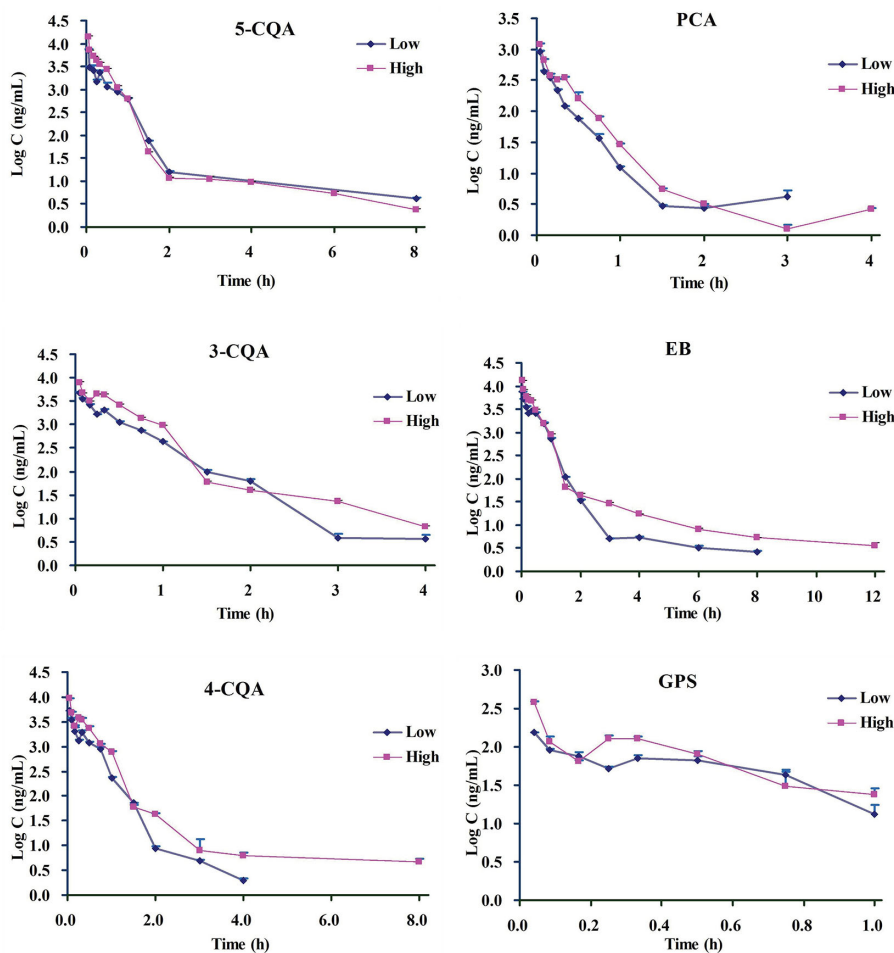 5-CQA
Log C (ng/mL)
4.5
4.0
3.5
3.0
2.5
2.0
1.5
1.0
0.5
0.0
0 2 4 6 8
Time (h)
Low
High
PCA
Log C (ng/mL)
3.5
3.0
2.5
2.0
1.5
1.0
0.5
0.0
0 1 2 3 4
Time (h)
Low
High
3-CQA
Log C (ng/mL)
4.5
4.0
3.5
3.0
2.5
2.0
1.5
1.0
0.5
0.0
0 1 2 3 4
Time (h)
Low
High
EB
Log C (ng/mL)
4.5
4.0
3.5
3.0
2.5
2.0
1.5
1.0
0.5
0.0
0 2 4 6 8 10 12
Time (h)
Low
High
4-CQA
Log C (ng/mL)
4.5
4.0
3.5
3.0
2.5
2.0
1.5
1.0
0.5
0.0
0.0 2.0 4.0 6.0 8.0
Time (h)
Low
High
GPS
Log C (ng/mL)
3.0
2.5
2.0
1.5
1.0
0.5
0.0
0.0 0.2 0.4 0.6 0.8 1.0
Time (h)
Low
High